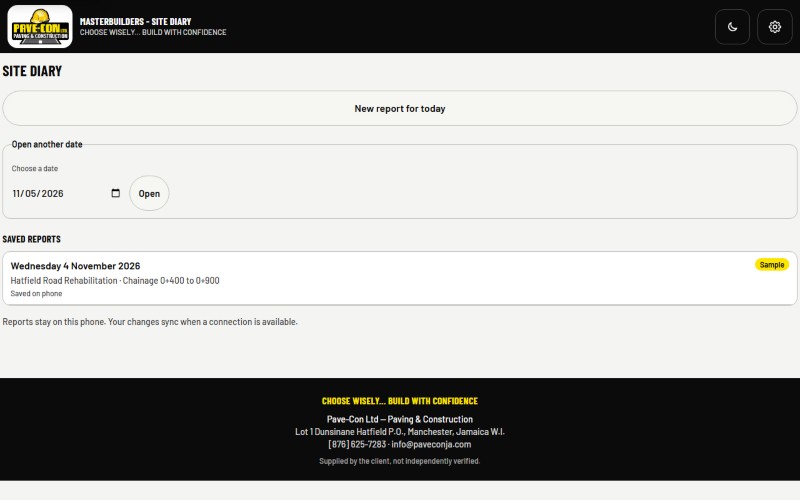 PAVE-CON LTD
PAVING & CONSTRUCTION
MASTERBUILDERS - SITE DIARY
CHOOSE WISELY... BUILD WITH CONFIDENCE
SITE DIARY
New report for today
Open another date
Choose a date
11/05/2026
Open
SAVED REPORTS
Wednesday 4 November 2026
Sample
Hatfield Road Rehabilitation · Chainage 0+400 to 0+900
Saved on phone
Reports stay on this phone. Your changes sync when a connection is available.
CHOOSE WISELY... BUILD WITH CONFIDENCE
Pave-Con Ltd — Paving & Construction
Lot 1 Dunsinane Hatfield P.O., Manchester, Jamaica W.I.
[876] 625-7283 · info@paveconja.com
Supplied by the client, not independently verified.